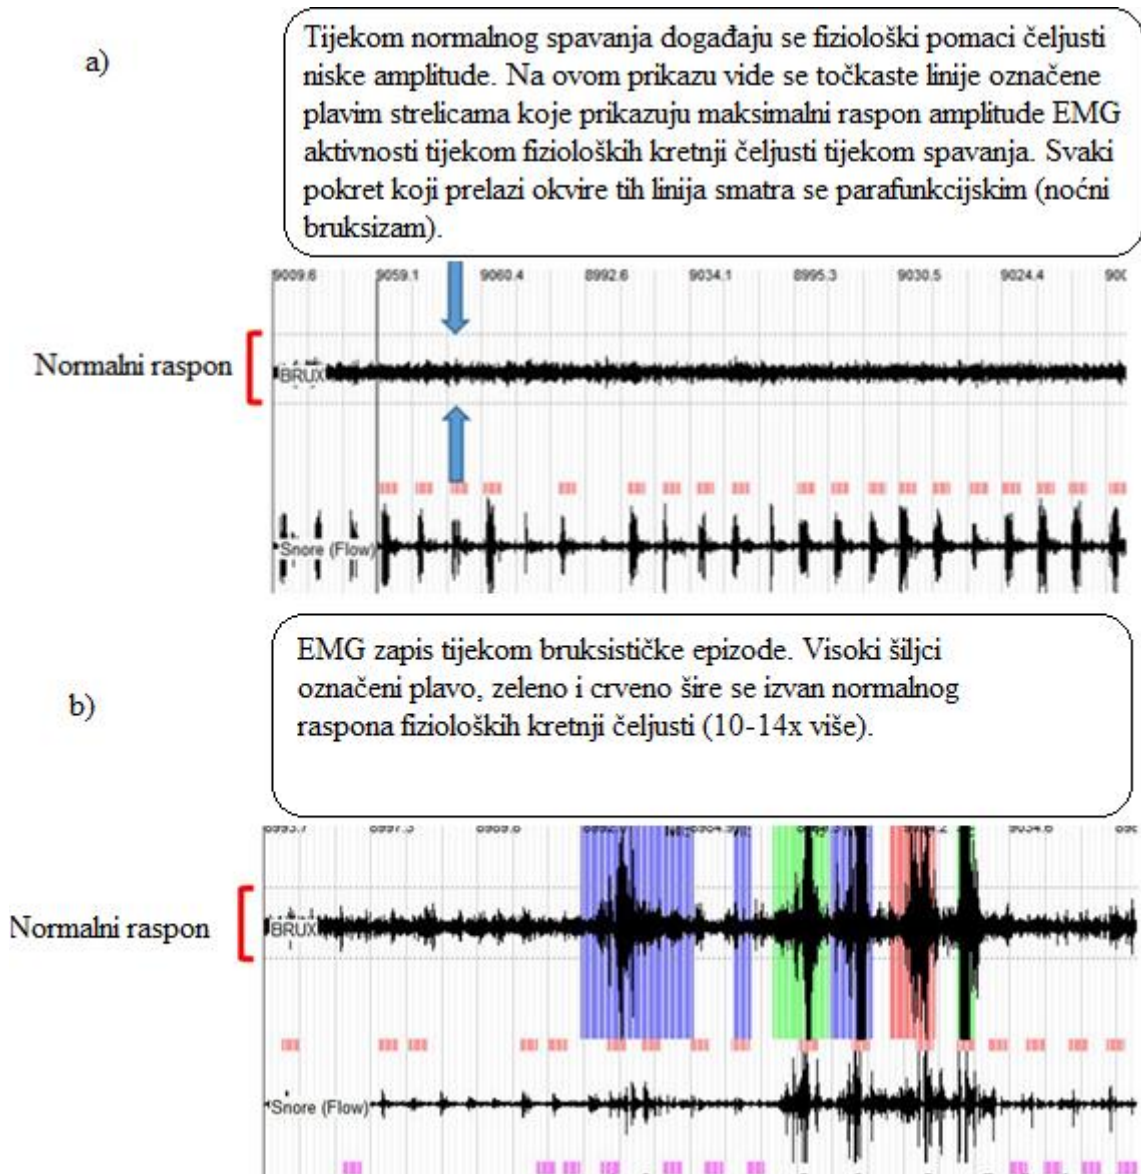 a)
Tijekom normalnog spavanja događaju se fiziološki pomaci čeljusti
niske amplitude. Na ovom prikazu vide se točkaste linije označene
plavim strelicama koje prikazuju maksimalni raspon amplitude EMG
aktivnosti tijekom fizioloških kretnji čeljusti tijekom spavanja. Svaki
pokret koji prelazi okvire tih linija smatra se parafunkcijskim (noćni
bruksizam).
9009.6 9059.1 9060.4 8992.6 9034.1 8995.3 9030.5 9024.4
Normalni raspon
BRUX
Snore (Flow)
b)
EMG zapis tijekom bruksističke epizode. Visoki šiljci
označeni plavo, zeleno i crveno šire se izvan normalnog
raspona fizioloških kretnji čeljusti (10-14x više).
Normalni raspon
BRUX
Snore (Flow)